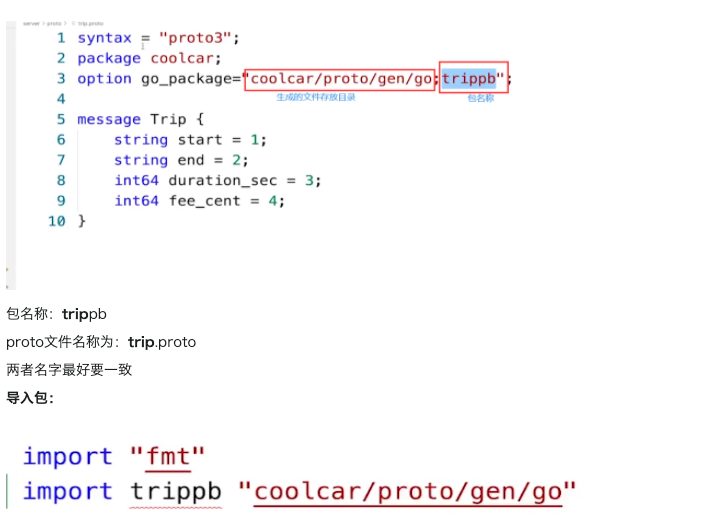 server > proto > trip.proto
1 syntax = "proto3";
2 package coolcar;
3 option go_package="coolcar/proto/gen/go;trippb";
生成的文件存放目录 包名称
4
5 message Trip {
6 string start = 1;
7 string end = 2;
8 int64 duration_sec = 3;
9 int64 fee_cent = 4;
10 }
包名称：trippb
proto文件名称为：trip.proto
两者名字最好要一致
导入包：
import "fmt"
import trippb "coolcar/proto/gen/go"